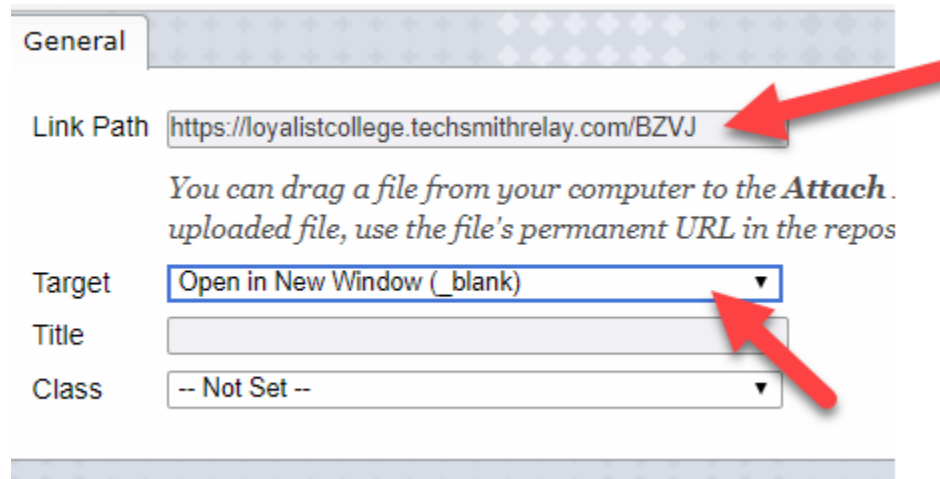 General
Link Path https://loyalistcollege.techsmithrelay.com/BZVJ
You can drag a file from your computer to the Attach
uploaded file, use the file's permanent URL in the
Target Open in New Window (_blank)
Title
Class -- Not Set --